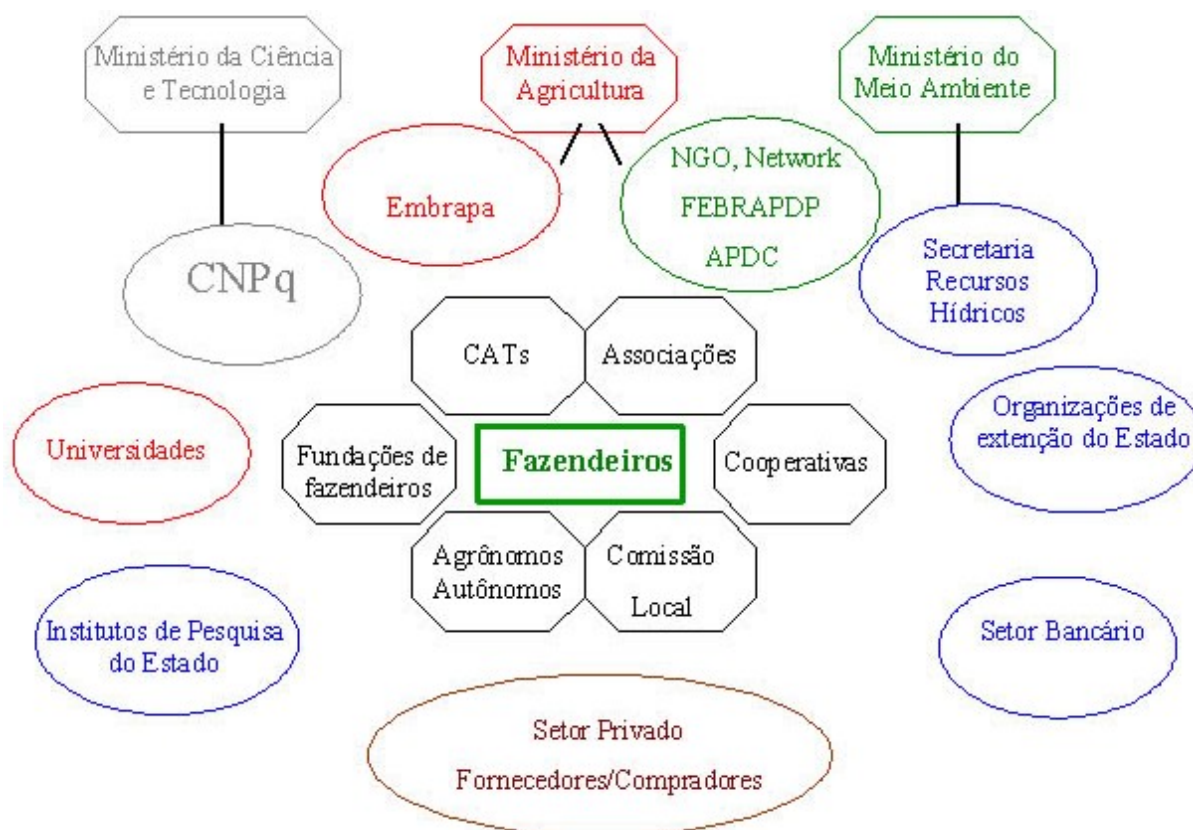 Ministério da Ciência
e Tecnologia
Ministério da
Agricultura
Ministério do
Meio Ambiente
Embrapa
NGO, Network
FEBRAPDP
APDC
CNPq
Secretaria
Recursos
Hídricos
CATs
Associações
Universidades
Fundações de
fazendeiros
Fazendeiros
Cooperativas
Organizações de
extenção do Estado
Agrônomos
Autônomos
Comissão
Local
Institutos de Pesquisa
do Estado
Setor Bancário
Setor Privado
Fornecedores/Compradores